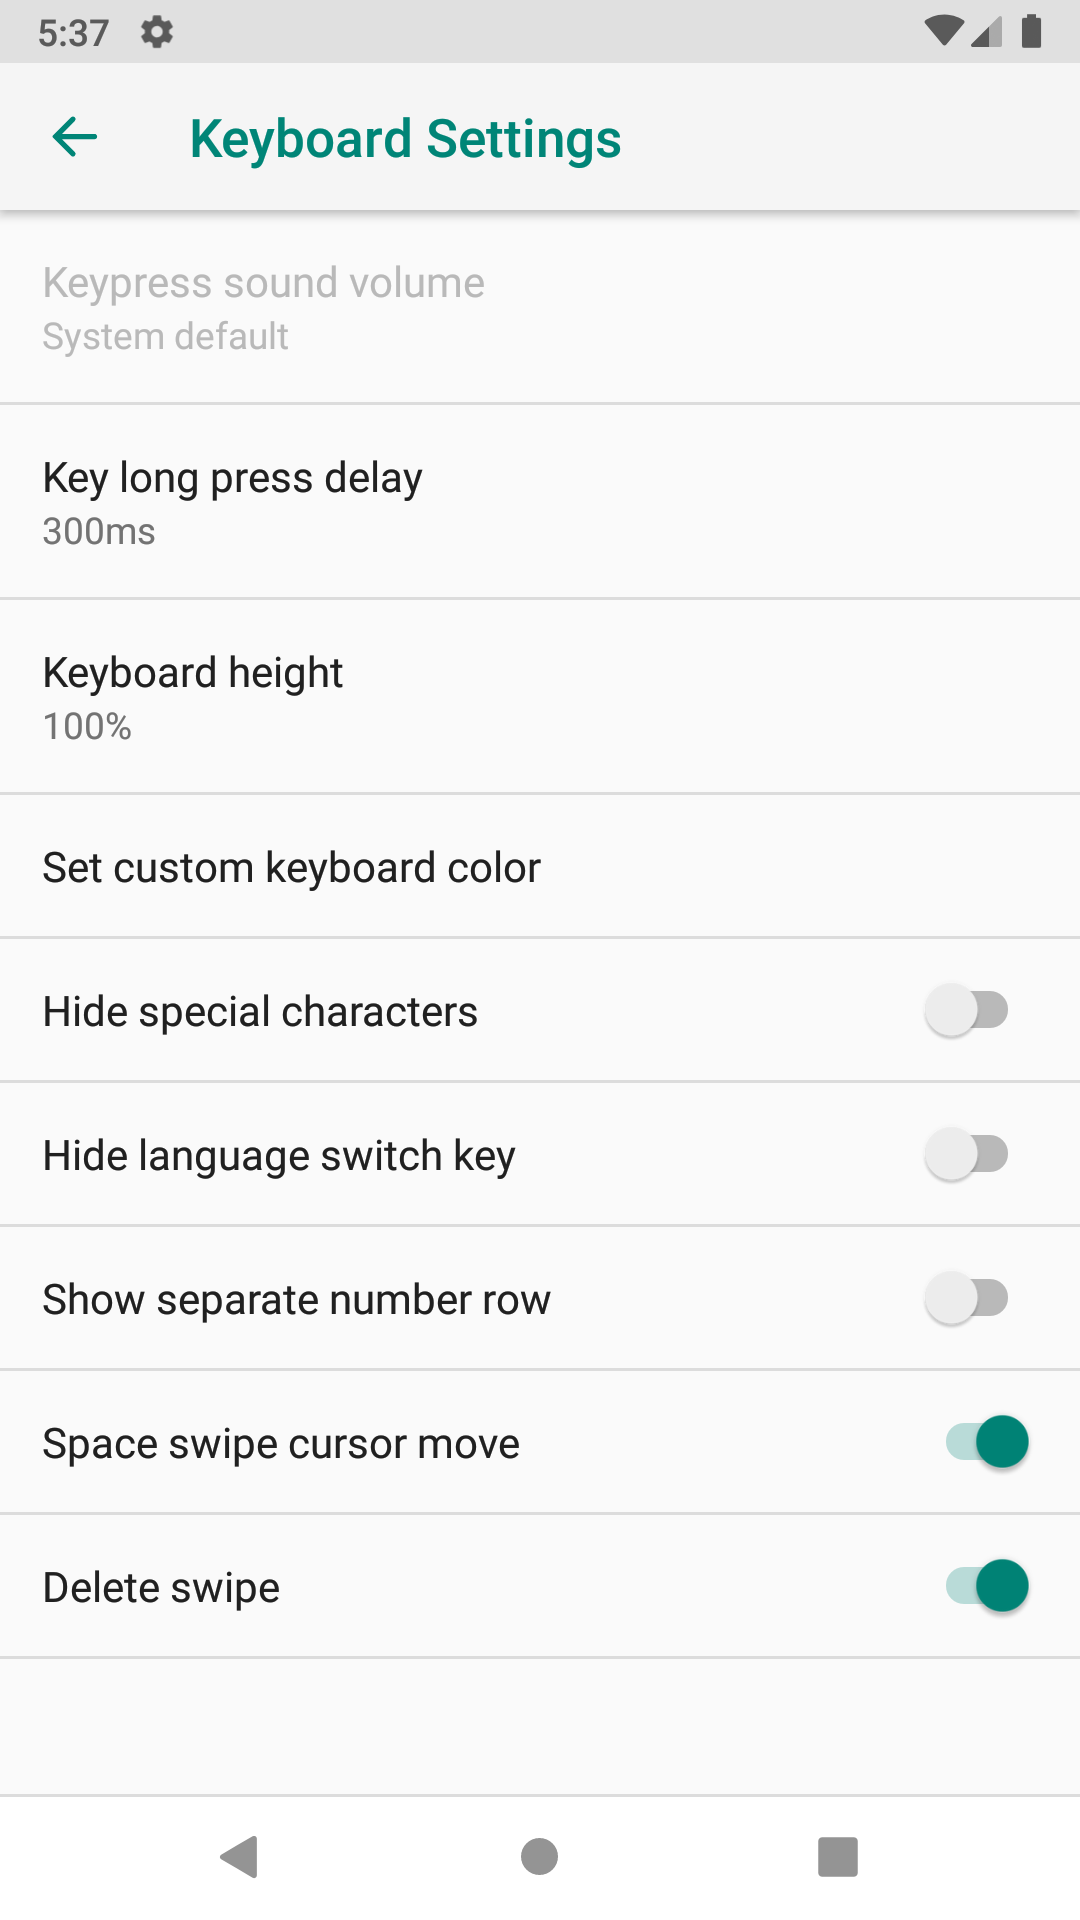 5:37
Keyboard Settings
Keypress sound volume
System default
Key long press delay
300ms
Keyboard height
100%
Set custom keyboard color
Hide special characters
Hide language switch key
Show separate number row
Space swipe cursor move
Delete swipe